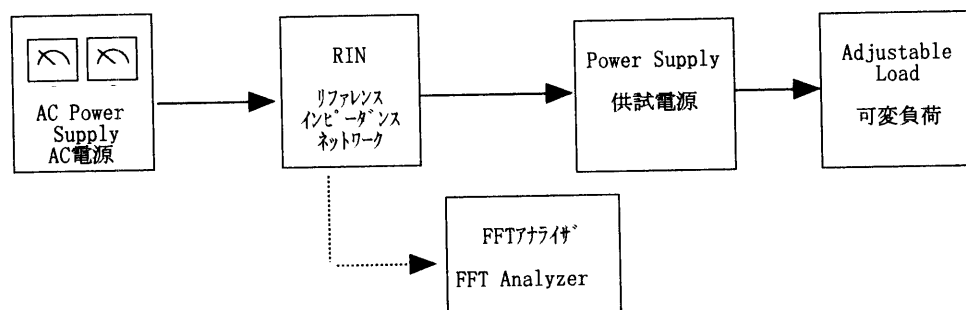 AC Power
Supply
AC電源
RIN
リファレンス
インピーダンス
ネットワーク
Power Supply
供試電源
Adjustable
Load
可変負荷
FFTアナライザ
FFT Analyzer